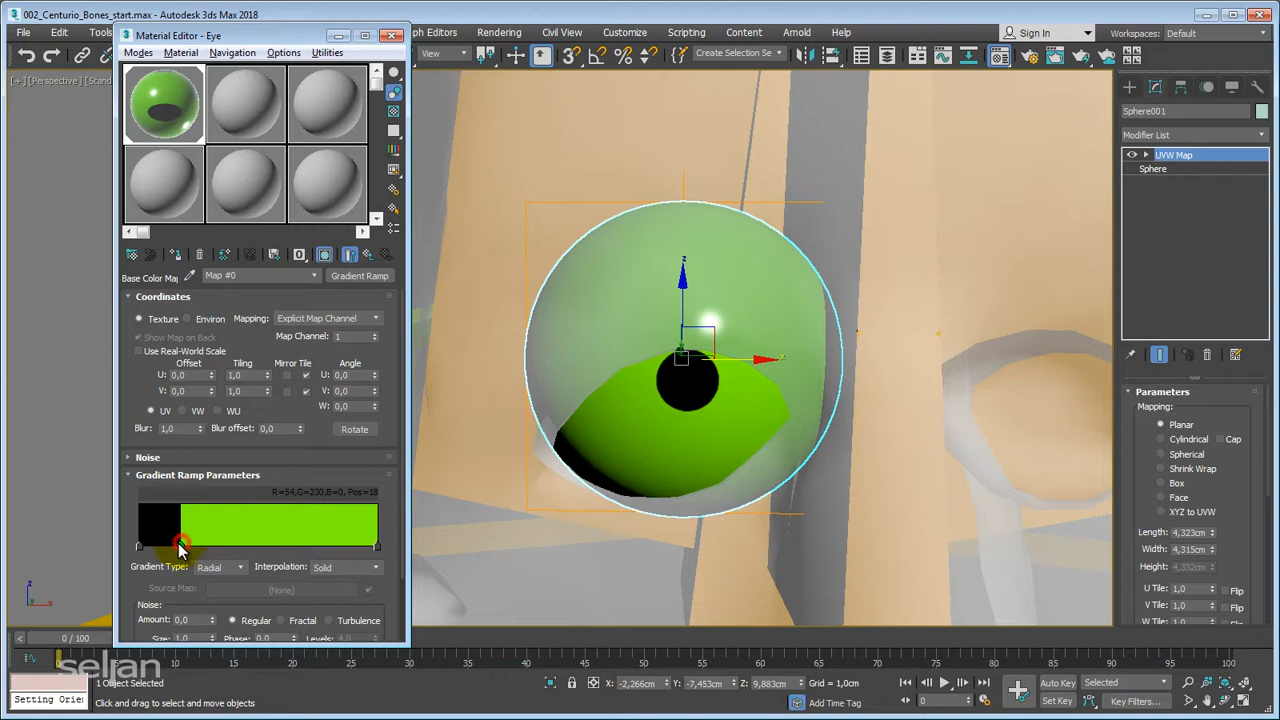 002_Centurio_Bones_start.max - Autodesk 3ds Max 2018
Material Editor - Eye
File Edit
ph Editors Rendering Civil View Customize Scripting Content Arnold Help
Sign In Workspaces: Default
Modes Material Navigation Options Utilities
View
Create Selection Se
[+] [Perspective] [Stand
Sphere001
Modifier List
UVW Map
Sphere
Base Color Map
Map #0
Gradient Ramp
Coordinates
Texture Environ Mapping: Explicit Map Channel
Show Map on Back Map Channel: 1
Use Real-World Scale
Offset Tiling Mirror Tile Angle
U: 0,0 1,0 U: 0,0
V: 0,0 1,0 V: 0,0
W: 0,0
UV VW WU
Blur: 1,0 Blur offset: 0,0 Rotate
Noise
Gradient Ramp Parameters
R=54,G=230,B=0, Pos=18
Gradient Type: Radial Interpolation: Solid
Source Map: (None)
Noise:
Amount: 0,0 Regular Fractal Turbulence
Size: 1,0 Phase: 0,0 Levels: 4,0
z
x
Parameters
Mapping:
Planar
Cylindrical Cap
Spherical
Shrink Wrap
Box
Face
XYZ to UVW
Length: 4,323cm
Width: 4,315cm
Height: 4,332cm
U Tile: 1,0 Flip
V Tile: 1,0 Flip
W Tile: 1,0 Flip
z
x
0 / 100
0 5 10 15 20 25 30 35 40 45 50 55 60 65 70 75 80 85 90 95 100
selian
1 Object Selected
Setting Orie
Click and drag to select and move objects
X: -2,266cm Y: -7,453cm Z: 9,883cm Grid = 1,0cm
Add Time Tag
0
Auto Key Selected
Set Key Key Filters...